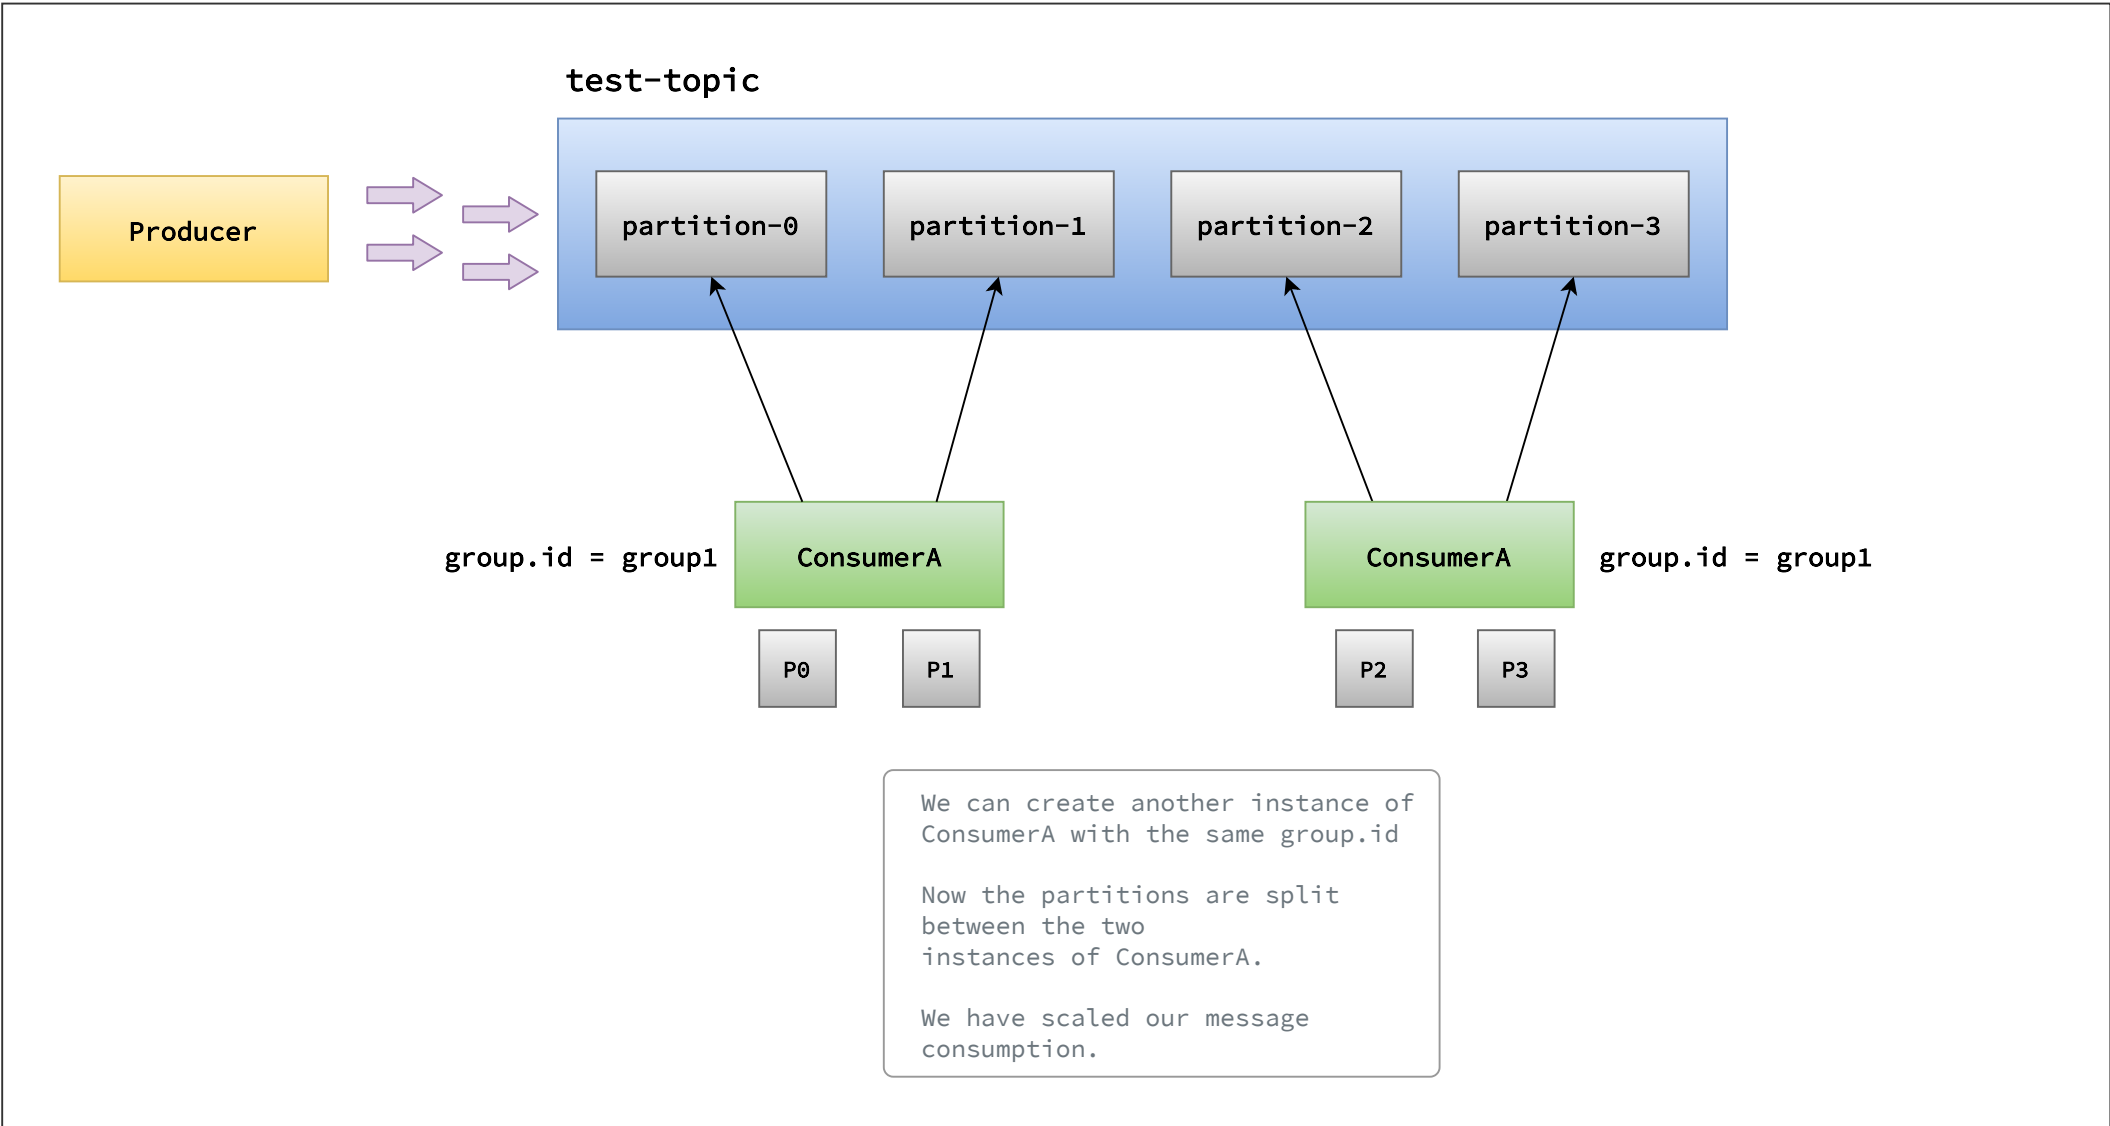 test-topic
Producer
partition-0
partition-1
partition-2
partition-3
group.id = group1
ConsumerA
ConsumerA
group.id = group1
P0
P1
P2
P3
We can create another instance of
ConsumerA with the same group.id
Now the partitions are split
between the two
instances of ConsumerA.
We have scaled our message
consumption.